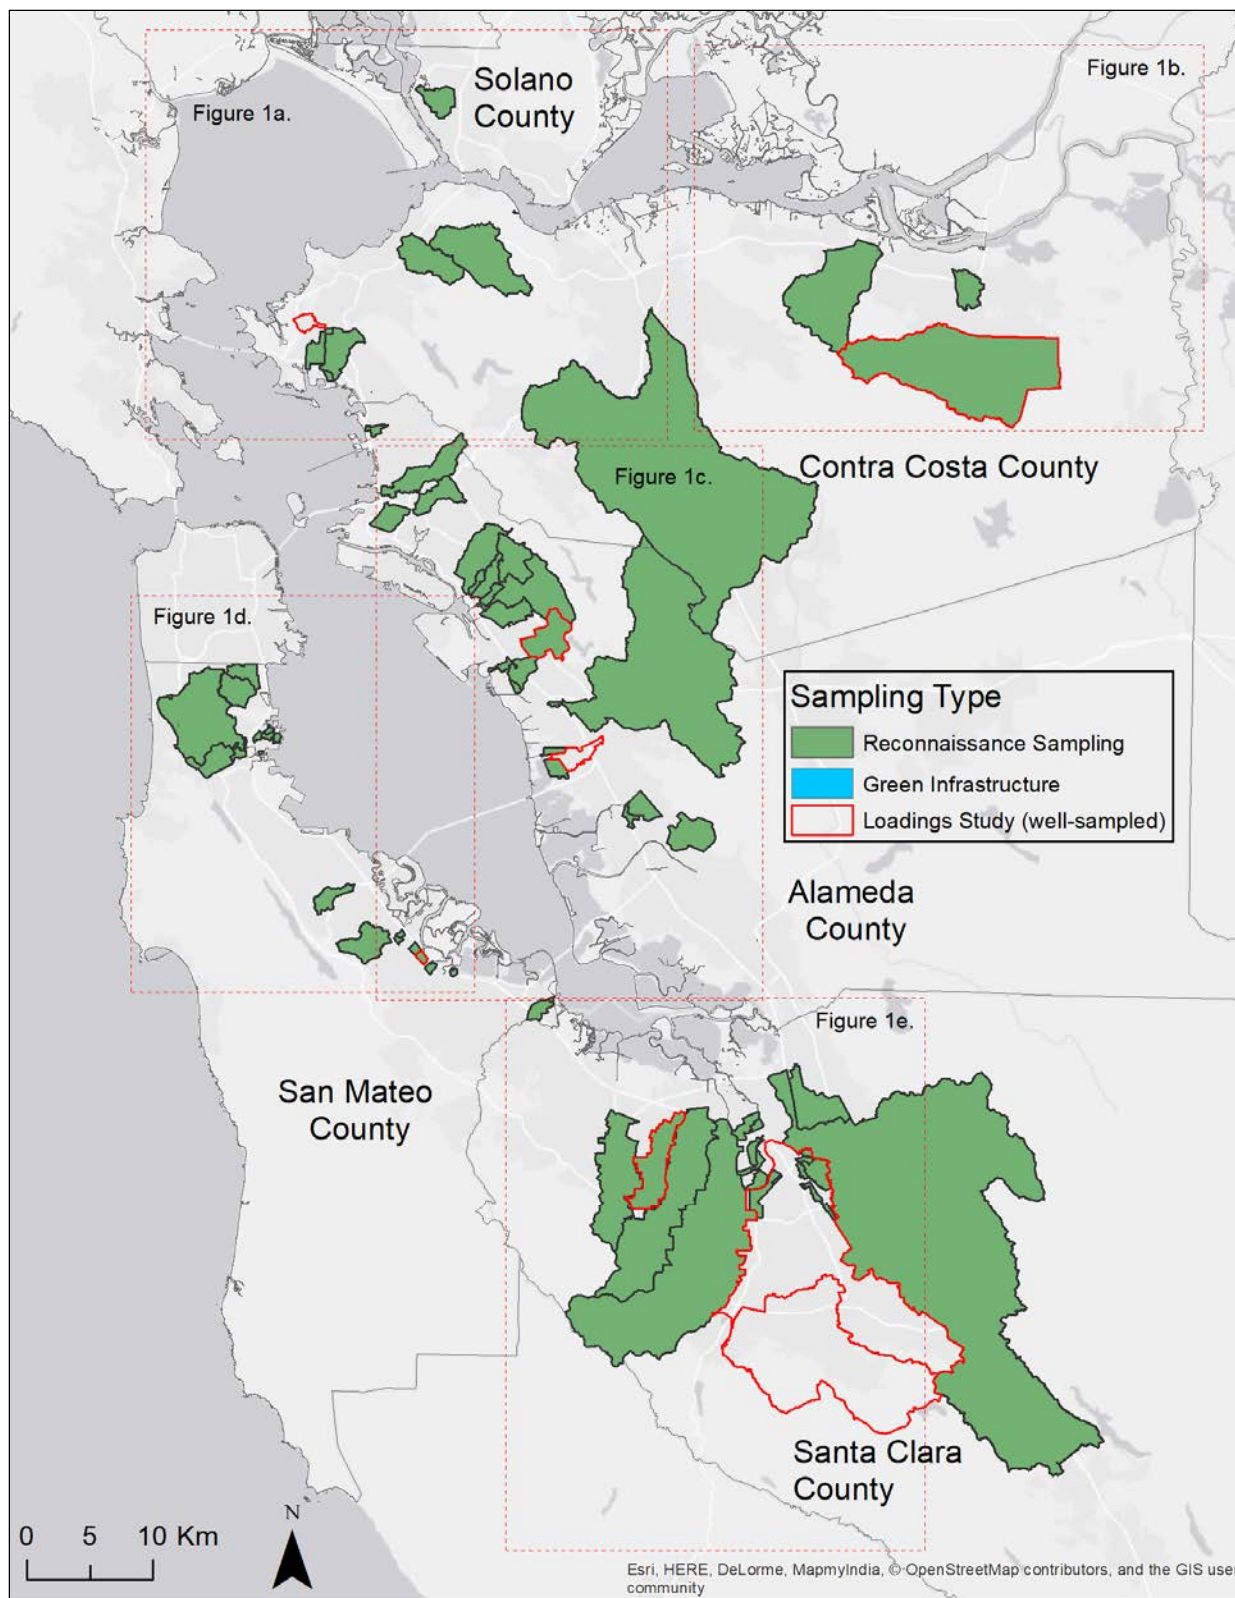 Solano
County
Figure 1a.
Figure 1b.
Figure 1c.
Contra Costa County
Figure 1d.
Sampling Type
Reconnaissance Sampling
Green Infrastructure
Loadings Study (well-sampled)
Alameda
County
Figure 1e.
San Mateo
County
Santa Clara
County
N
0 5 10 Km
Esri, HERE, DeLorme, MapmyIndia, © OpenStreetMap contributors, and the GIS user
community